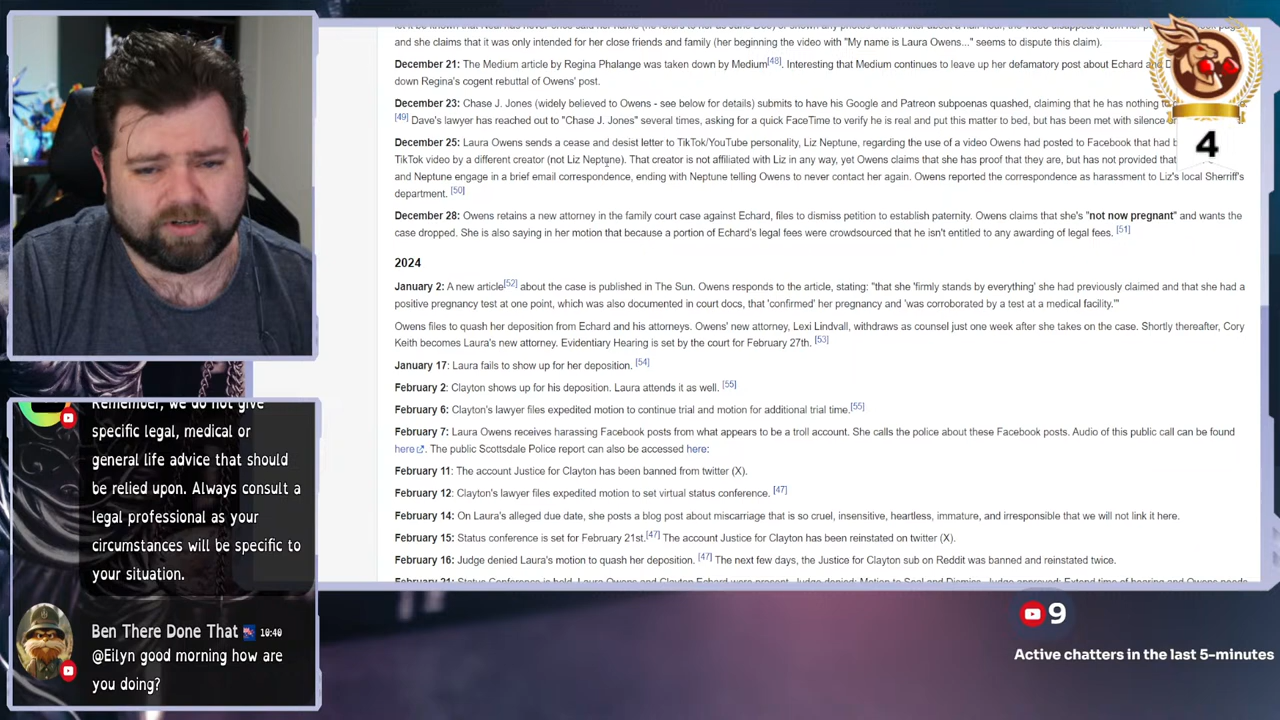 and she claims that it was only intended for her close friends and family (her beginning the video with "My name is Laura Owens..." seems to dispute this claim).
December 21: The Medium article by Regina Phalange was taken down by Medium[48]. Interesting that Medium continues to leave up her defamatory post about Echard and
down Regina's cogent rebuttal of Owens' post.
December 23: Chase J. Jones (widely believed to Owens - see below for details) submits to have his Google and Patreon subpoenas quashed, claiming that he has nothing to
[49] Dave's lawyer has reached out to "Chase J. Jones" several times, asking for a quick FaceTime to verify he is real and put this matter to bed, but has been met with silence
December 25: Laura Owens sends a cease and desist letter to TikTok/YouTube personality, Liz Neptune, regarding the use of a video Owens had posted to Facebook that had
TikTok video by a different creator (not Liz Neptune). That creator is not affiliated with Liz in any way, yet Owens claims that she has proof that they are, but has not provided that
and Neptune engage in a brief email correspondence, ending with Neptune telling Owens to never contact her again. Owens reported the correspondence as harassment to Liz's local Sherriff's
department. [50]
December 28: Owens retains a new attorney in the family court case against Echard, files to dismiss petition to establish paternity. Owens claims that she's "not now pregnant" and wants the
case dropped. She is also saying in her motion that because a portion of Echard's legal fees were crowdsourced that he isn't entitled to any awarding of legal fees. [51]
2024
January 2: A new article[52] about the case is published in The Sun. Owens responds to the article, stating: "that she 'firmly stands by everything' she had previously claimed and that she had a
positive pregnancy test at one point, which was also documented in court docs, that 'confirmed' her pregnancy and 'was corroborated by a test at a medical facility.'"
Owens files to quash her deposition from Echard and his attorneys. Owens' new attorney, Lexi Lindvall, withdraws as counsel just one week after she takes on the case. Shortly thereafter, Cory
Keith becomes Laura's new attorney. Evidentiary Hearing is set by the court for February 27th. [53]
January 17: Laura fails to show up for her deposition. [54]
February 2: Clayton shows up for his deposition. Laura attends it as well. [55]
February 6: Clayton's lawyer files expedited motion to continue trial and motion for additional trial time.[55]
February 7: Laura Owens receives harassing Facebook posts from what appears to be a troll account. She calls the police about these Facebook posts. Audio of this public call can be found
here. The public Scottsdale Police report can also be accessed here:
February 11: The account Justice for Clayton has been banned from twitter (X).
February 12: Clayton's lawyer files expedited motion to set virtual status conference. [47]
February 14: On Laura's alleged due date, she posts a blog post about miscarriage that is so cruel, insensitive, heartless, immature, and irresponsible that we will not link it here.
February 15: Status conference is set for February 21st.[47] The account Justice for Clayton has been reinstated on twitter (X).
February 16: Judge denied Laura's motion to quash her deposition. [47] The next few days, the Justice for Clayton sub on Reddit was banned and reinstated twice.
4
Remember, we do not give
specific legal, medical or
general life advice that should
be relied upon. Always consult a
legal professional as your
circumstances will be specific to
your situation.
Ben There Done That 10:40
@Eilyn good morning how are
you doing?
9
Active chatters in the last 5-minutes